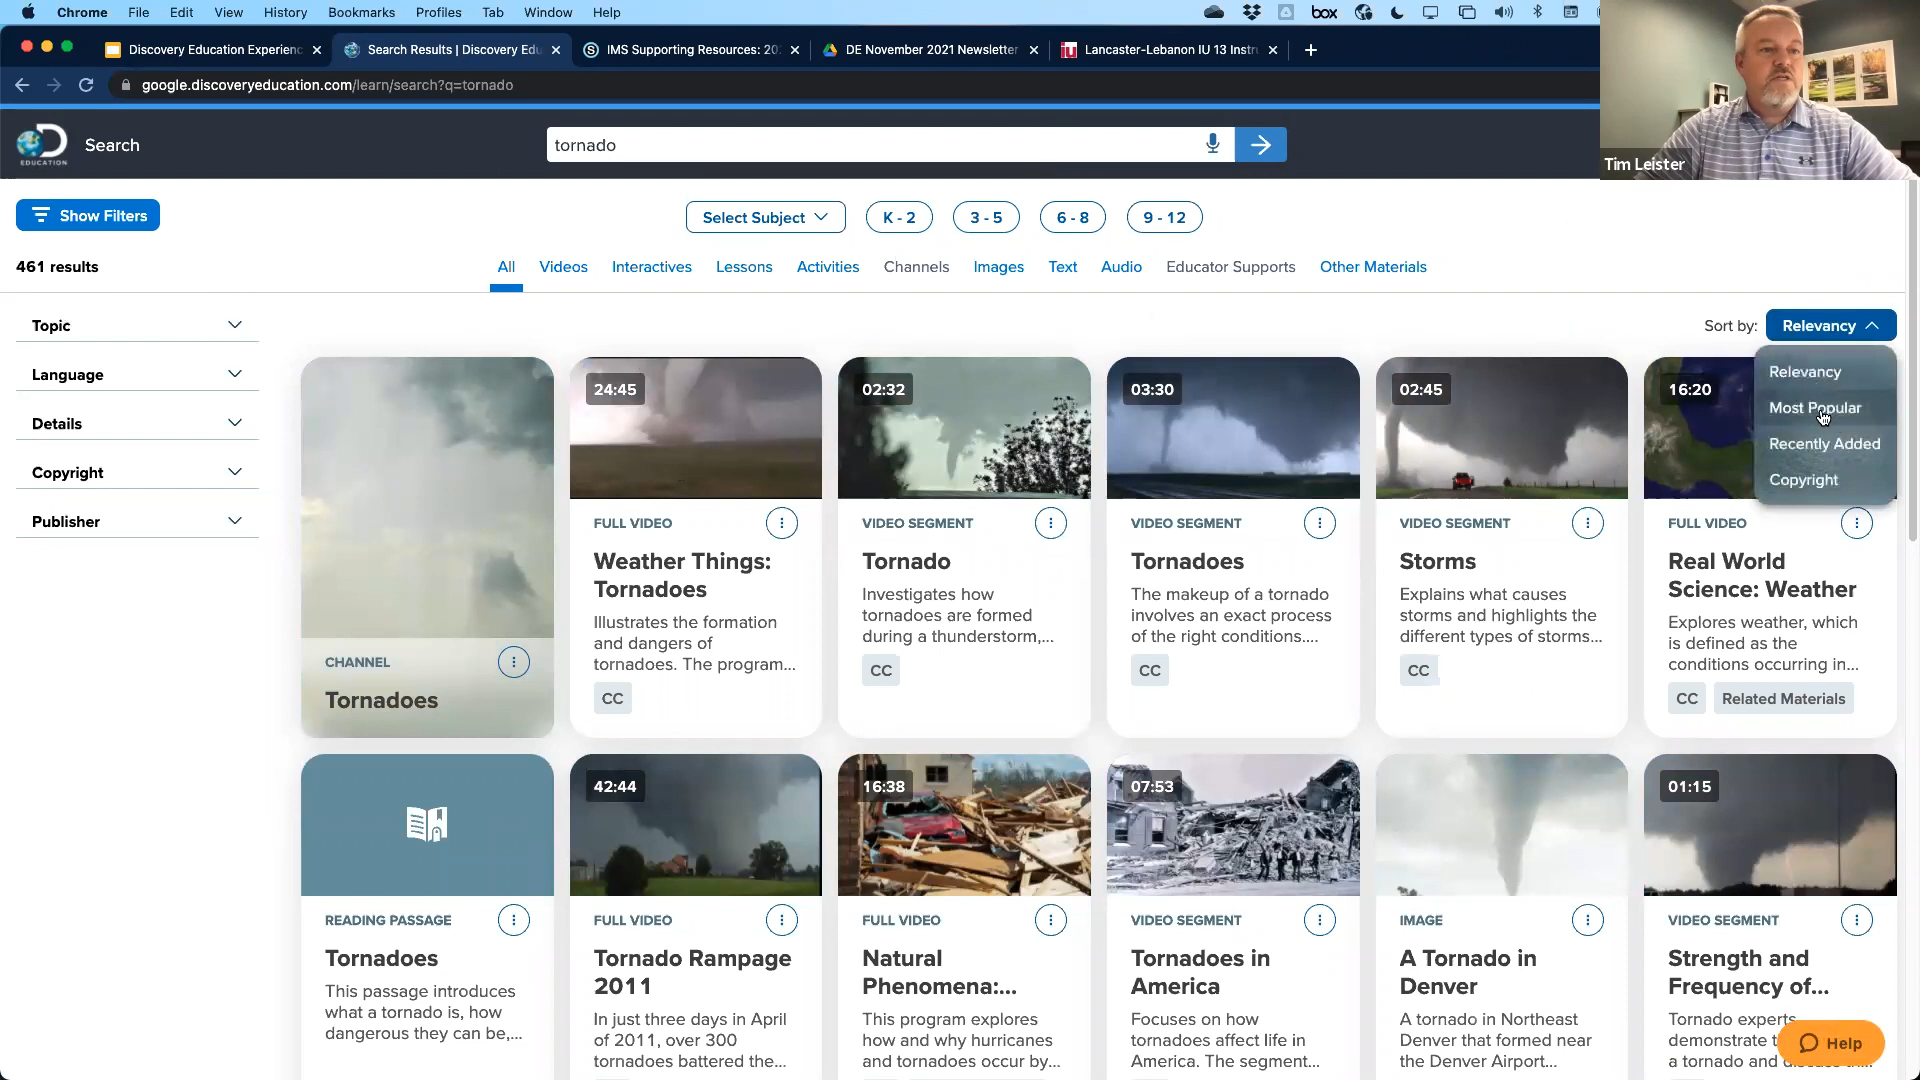 Chrome File Edit View History Bookmarks Profiles Tab Window Help
box
Discovery Education Experienc
Search Results | Discovery Edu
IMS Supporting Resources: 20
DE November 2021 Newsletter
Lancaster-Lebanon IU 13 Instr
google.discoveryeducation.com/learn/search?q=tornado
Tim Leister
EDUCATION
Search
tornado
Show Filters
Select Subject
K - 2
3 - 5
6 - 8
9 - 12
461 results
All Videos Interactives Lessons Activities Channels Images Text Audio Educator Supports Other Materials
Topic
Language
Details
Copyright
Publisher
Sort by:
Relevancy
Relevancy
Most Popular
Recently Added
Copyright
CHANNEL
Tornadoes
24:45
FULL VIDEO
Weather Things:
Tornadoes
Illustrates the formation
and dangers of
tornadoes. The program...
CC
02:32
VIDEO SEGMENT
Tornado
Investigates how
tornadoes are formed
during a thunderstorm,...
CC
03:30
VIDEO SEGMENT
Tornadoes
The makeup of a tornado
involves an exact process
of the right conditions....
CC
02:45
VIDEO SEGMENT
Storms
Explains what causes
storms and highlights the
different types of storms...
CC
16:20
FULL VIDEO
Real World
Science: Weather
Explores weather, which
is defined as the
conditions occurring in...
CC
Related Materials
READING PASSAGE
Tornadoes
This passage introduces
what a tornado is, how
dangerous they can be,...
42:44
FULL VIDEO
Tornado Rampage
2011
In just three days in April
of 2011, over 300
tornadoes battered the...
16:38
FULL VIDEO
Natural
Phenomena:...
This program explores
how and why hurricanes
and tornadoes occur by...
07:53
VIDEO SEGMENT
Tornadoes in
America
Focuses on how
tornadoes affect life in
America. The segment...
IMAGE
A Tornado in
Denver
A tornado in Northeast
Denver that formed near
the Denver Airport...
01:15
VIDEO SEGMENT
Strength and
Frequency of...
Tornado experts
demonstrate
a tornado and
Help